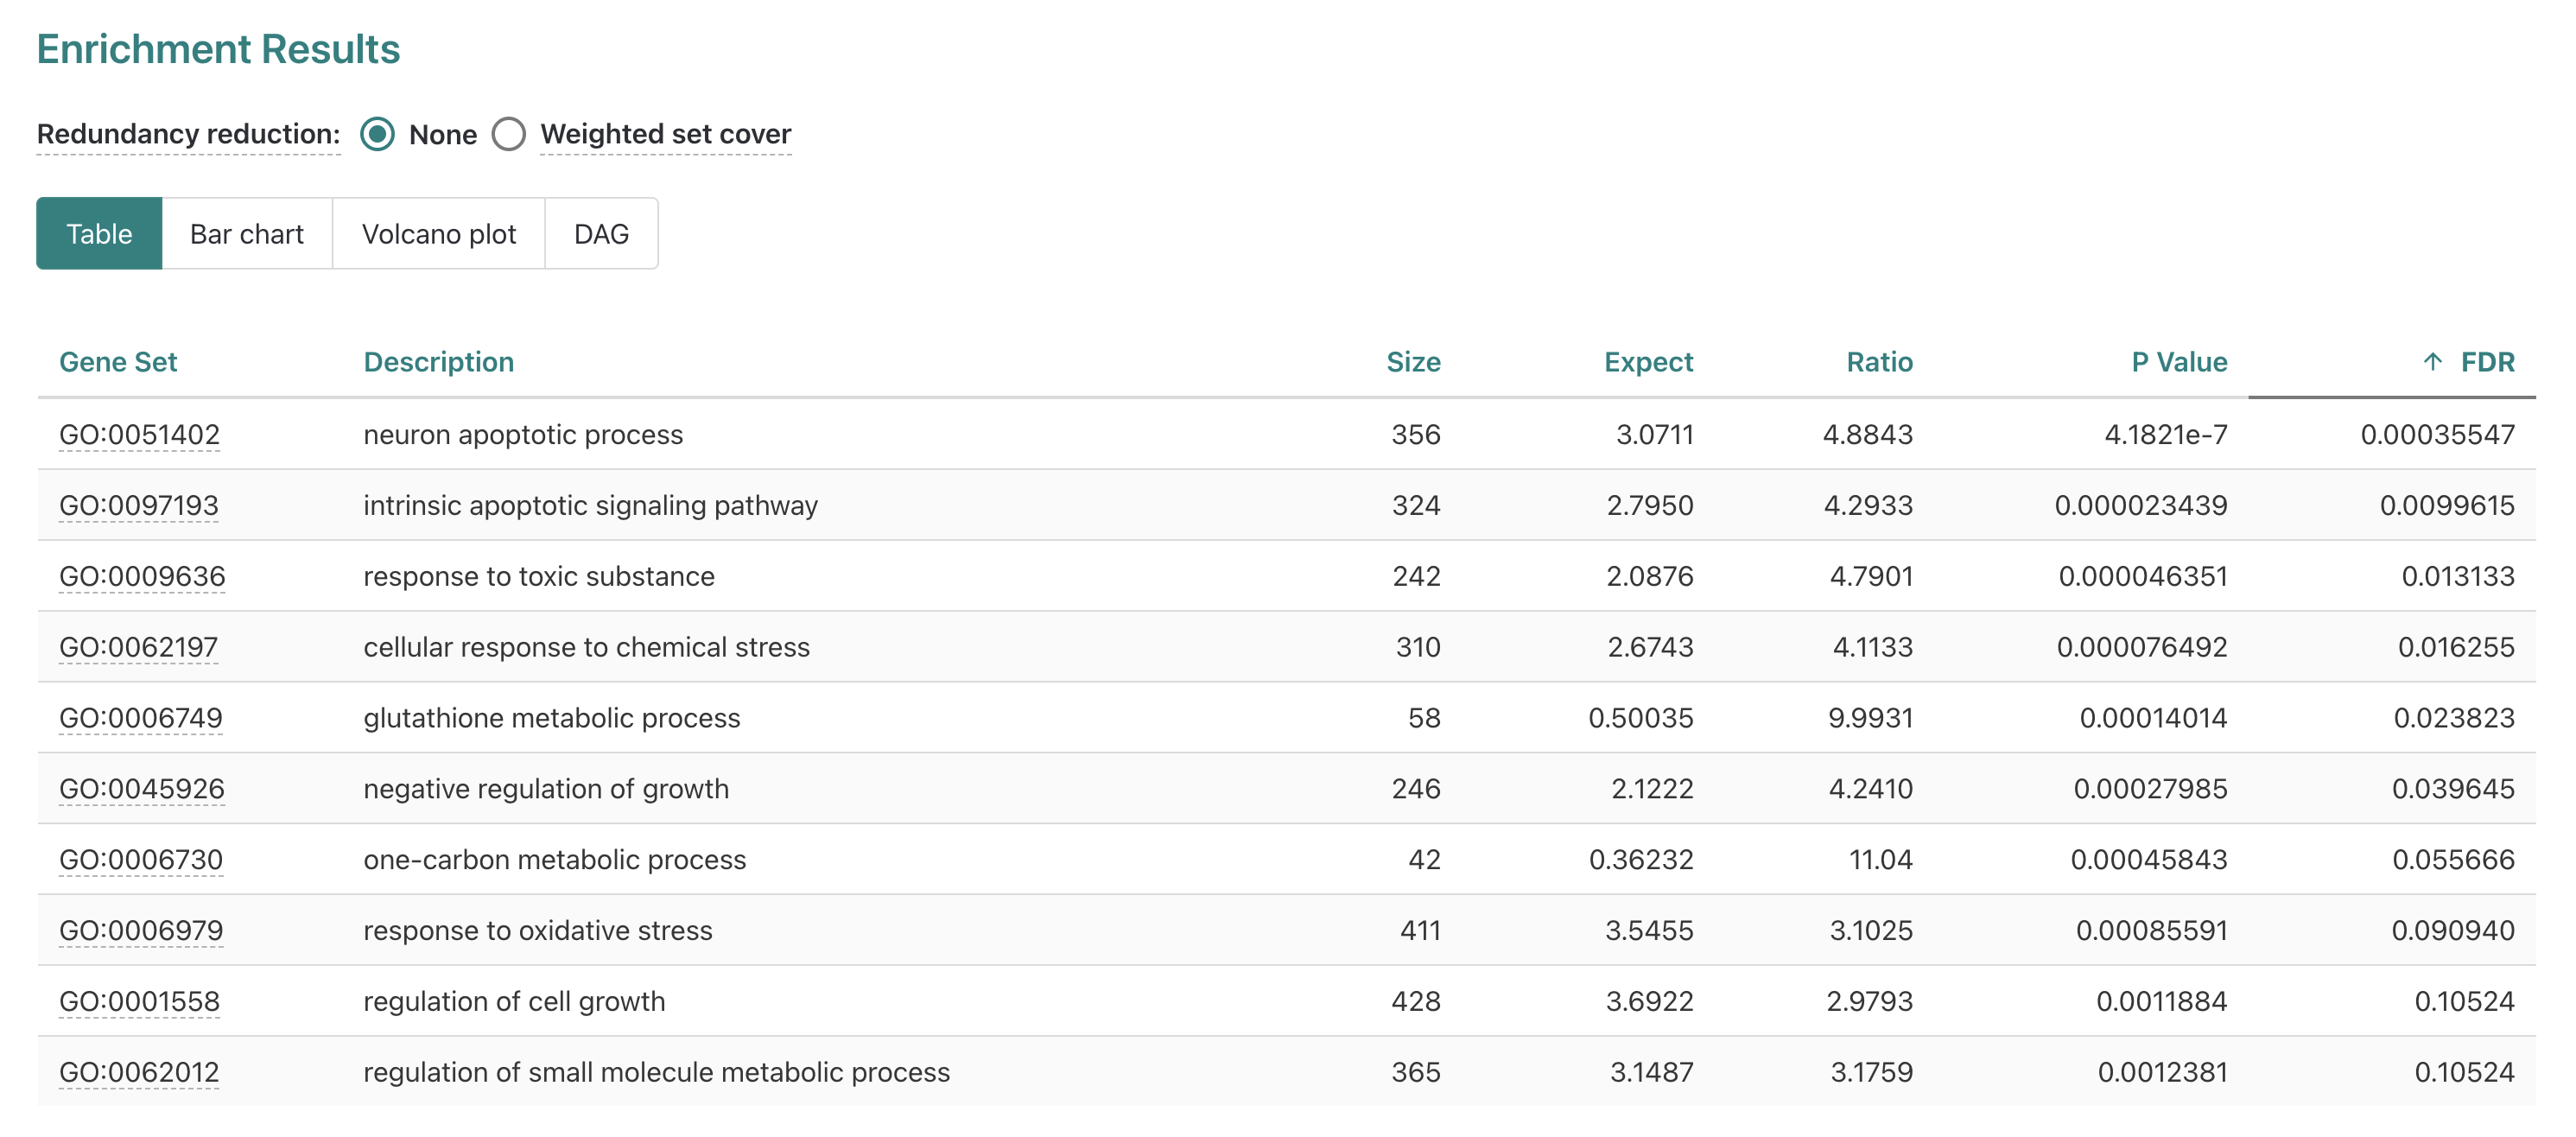 Enrichment Results
Redundancy reduction: None Weighted set cover
Table Bar chart Volcano plot DAG
Gene Set Description Size Expect Ratio P Value ↑ FDR
GO:0051402 neuron apoptotic process 356 3.0711 4.8843 4.1821e-7 0.00035547
GO:0097193 intrinsic apoptotic signaling pathway 324 2.7950 4.2933 0.000023439 0.0099615
GO:0009636 response to toxic substance 242 2.0876 4.7901 0.000046351 0.013133
GO:0062197 cellular response to chemical stress 310 2.6743 4.1133 0.000076492 0.016255
GO:0006749 glutathione metabolic process 58 0.50035 9.9931 0.00014014 0.023823
GO:0045926 negative regulation of growth 246 2.1222 4.2410 0.00027985 0.039645
GO:0006730 one-carbon metabolic process 42 0.36232 11.04 0.00045843 0.055666
GO:0006979 response to oxidative stress 411 3.5455 3.1025 0.00085591 0.090940
GO:0001558 regulation of cell growth 428 3.6922 2.9793 0.0011884 0.10524
GO:0062012 regulation of small molecule metabolic process 365 3.1487 3.1759 0.0012381 0.10524